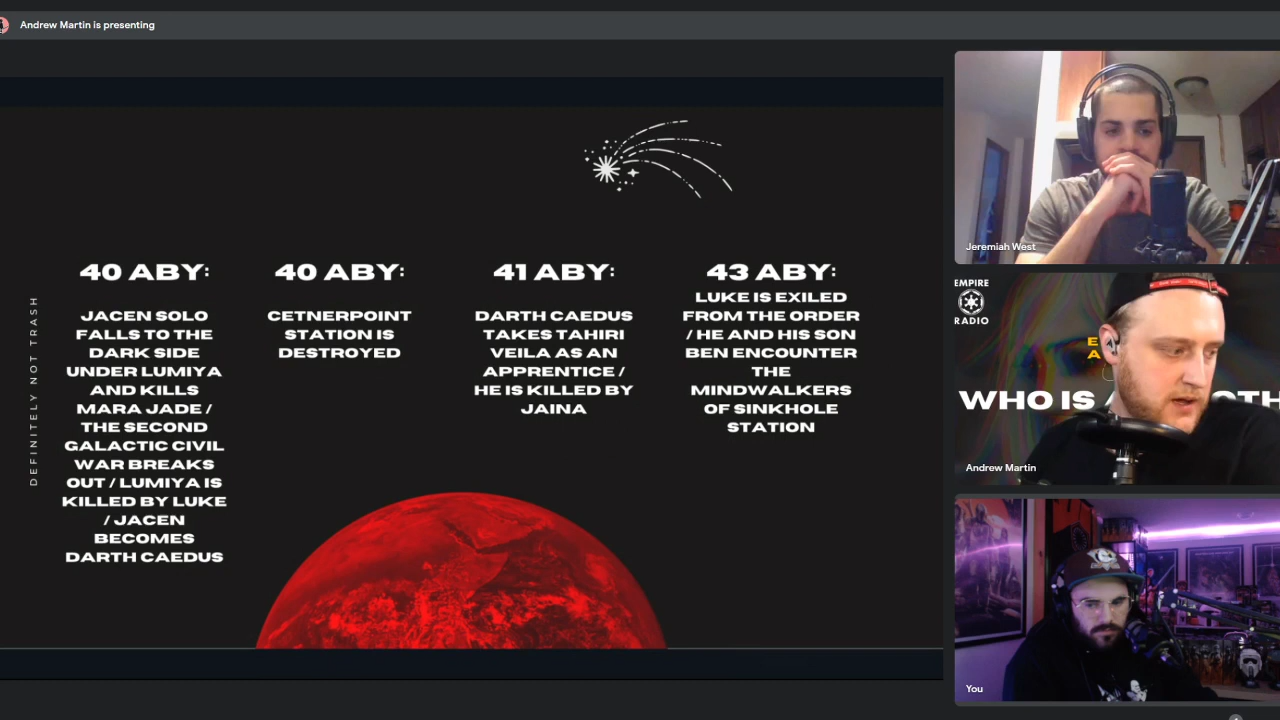 Andrew Martin is presenting
DEFINITELY NOT TRASH
40 ABY:
JACEN SOLO
FALLS TO THE
DARK SIDE
UNDER LUMIYA
AND KILLS
MARA JADE /
THE SECOND
GALACTIC CIVIL
WAR BREAKS
OUT / LUMIYA IS
KILLED BY LUKE
/ JACEN
BECOMES
DARTH CAEDUS
40 ABY:
CETNERPOINT
STATION IS
DESTROYED
41 ABY:
DARTH CAEDUS
TAKES TAHIRI
VEILA AS AN
APPRENTICE /
HE IS KILLED BY
JAINA
43 ABY:
LUKE IS EXILED
FROM THE ORDER
/ HE AND HIS SON
BEN ENCOUNTER
THE
MINDWALKERS
OF SINKHOLE
STATION
Jeremiah West
EMPIRE
RADIO
E
A
WHO IS
OTH
Andrew Martin
You